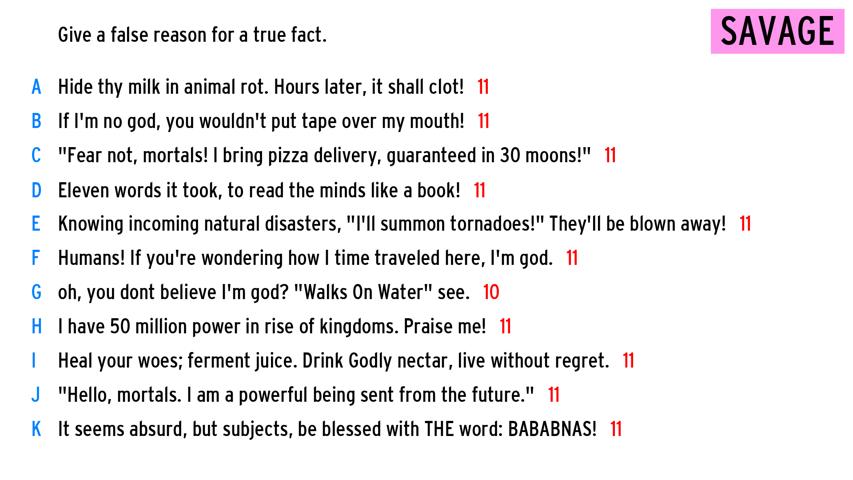 Give a false reason for a true fact.
SAVAGE
A Hide thy milk in animal rot. Hours later, it shall clot! 11
B If I'm no god, you wouldn't put tape over my mouth! 11
C "Fear not, mortals! I bring pizza delivery, guaranteed in 30 moons!" 11
D Eleven words it took, to read the minds like a book! 11
E Knowing incoming natural disasters, "I'll summon tornadoes!" They'll be blown away! 11
F Humans! If you're wondering how I time traveled here, I'm god. 11
G oh, you dont believe I'm god? "Walks On Water" see. 10
H I have 50 million power in rise of kingdoms. Praise me! 11
I Heal your woes; ferment juice. Drink Godly nectar, live without regret. 11
J "Hello, mortals. I am a powerful being sent from the future." 11
K It seems absurd, but subjects, be blessed with THE word: BABABNAS! 11